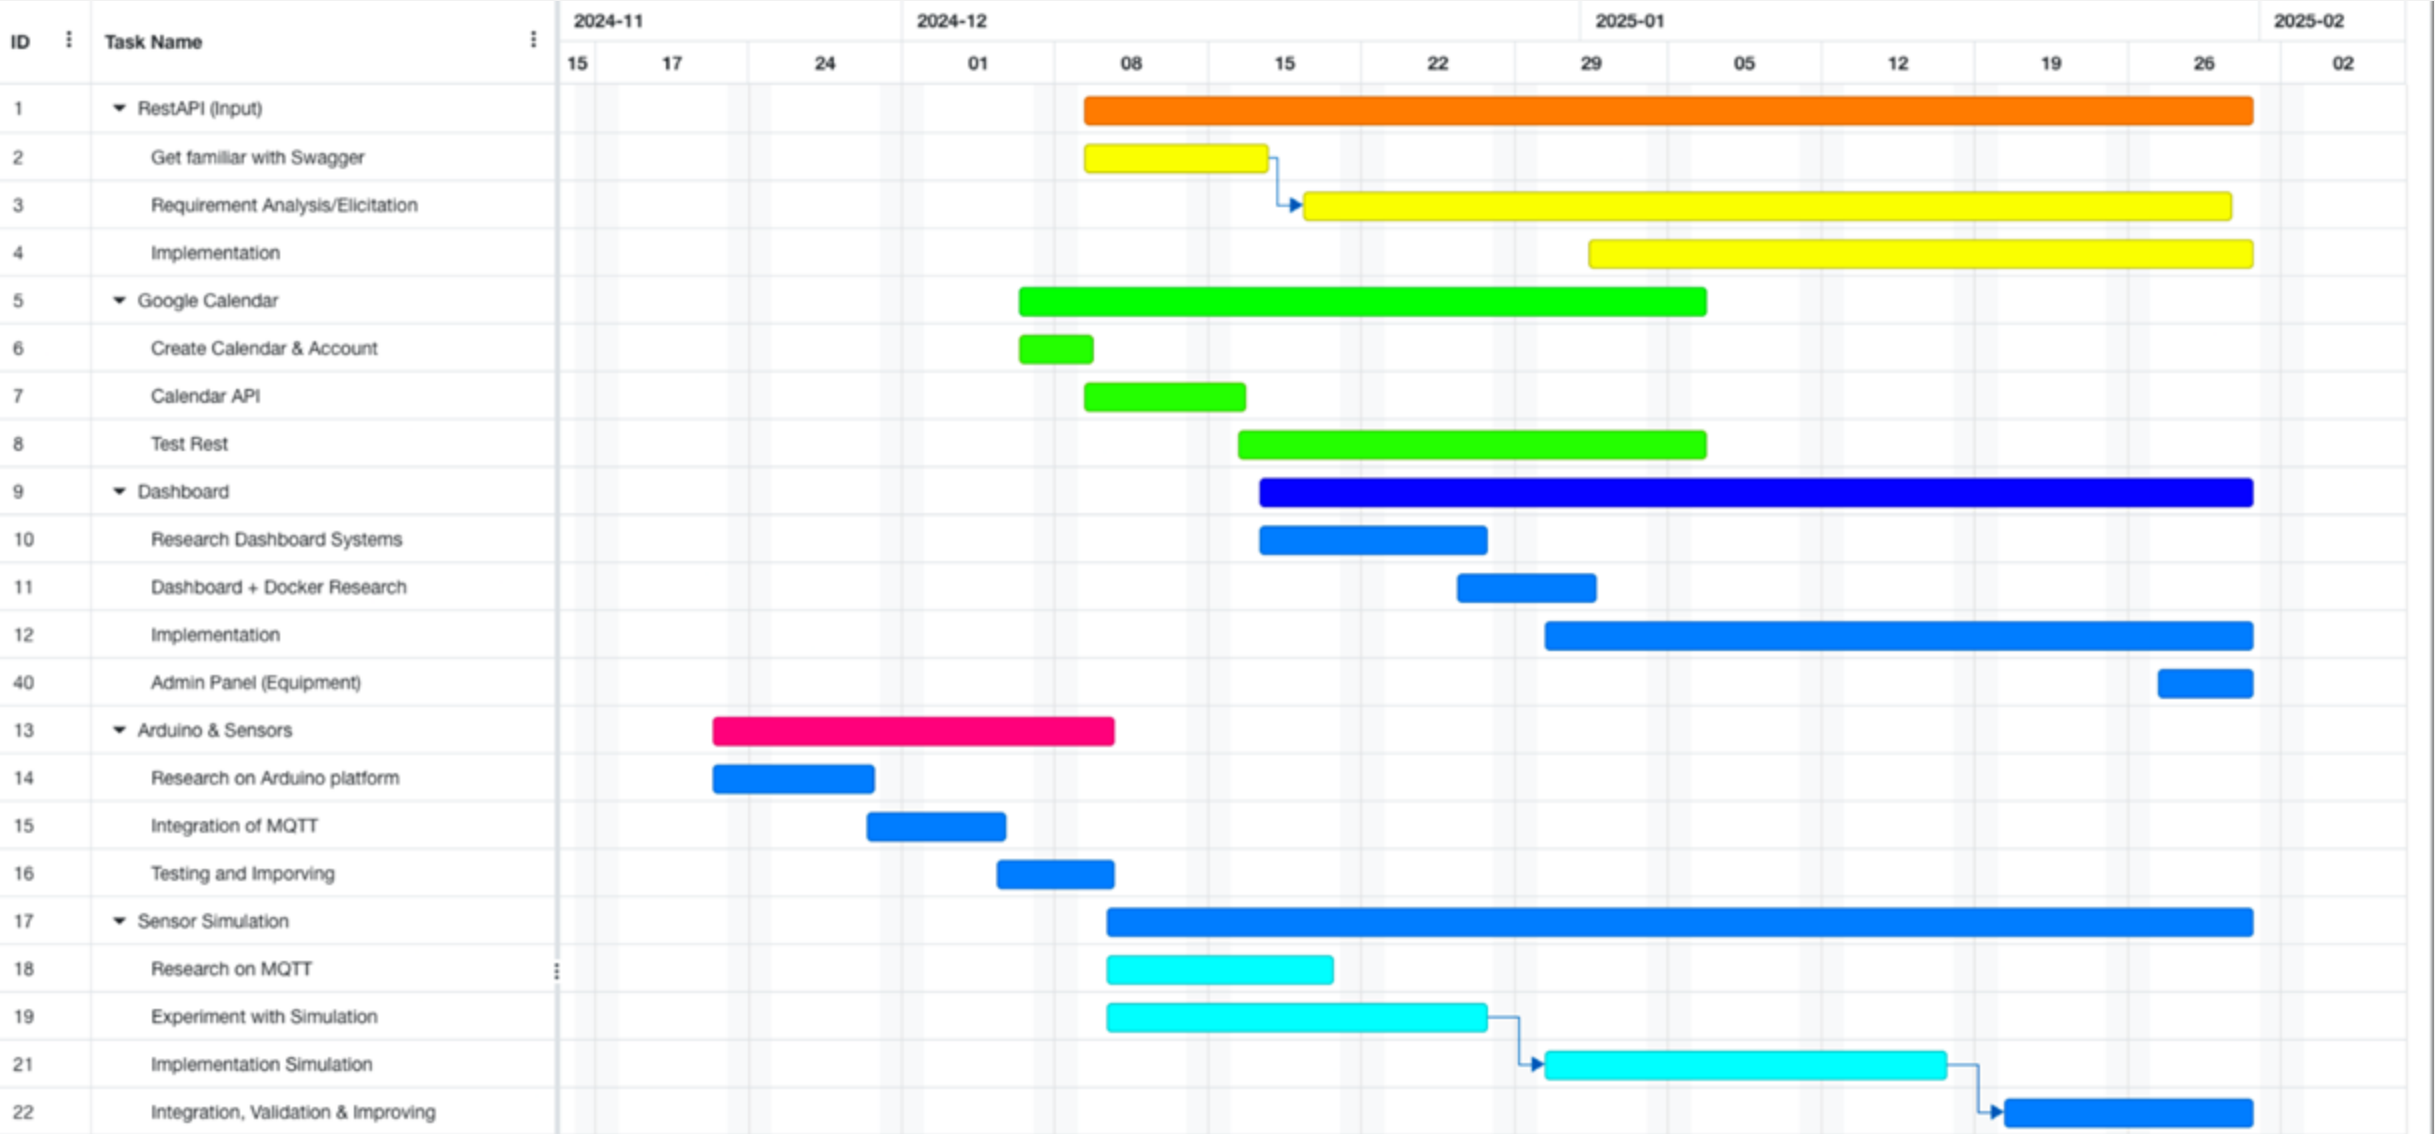 2024-11 2024-12 2025-01 2025-02
ID Task Name
15 17 24 01 08 15 22 29 05 12 19 26 02
1 RestAPI (Input)
2 Get familiar with Swagger
3 Requirement Analysis/Elicitation
4 Implementation
5 Google Calendar
6 Create Calendar & Account
7 Calendar API
8 Test Rest
9 Dashboard
10 Research Dashboard Systems
11 Dashboard + Docker Research
12 Implementation
40 Admin Panel (Equipment)
13 Arduino & Sensors
14 Research on Arduino platform
15 Integration of MQTT
16 Testing and Imporving
17 Sensor Simulation
18 Research on MQTT
19 Experiment with Simulation
21 Implementation Simulation
22 Integration, Validation & Improving